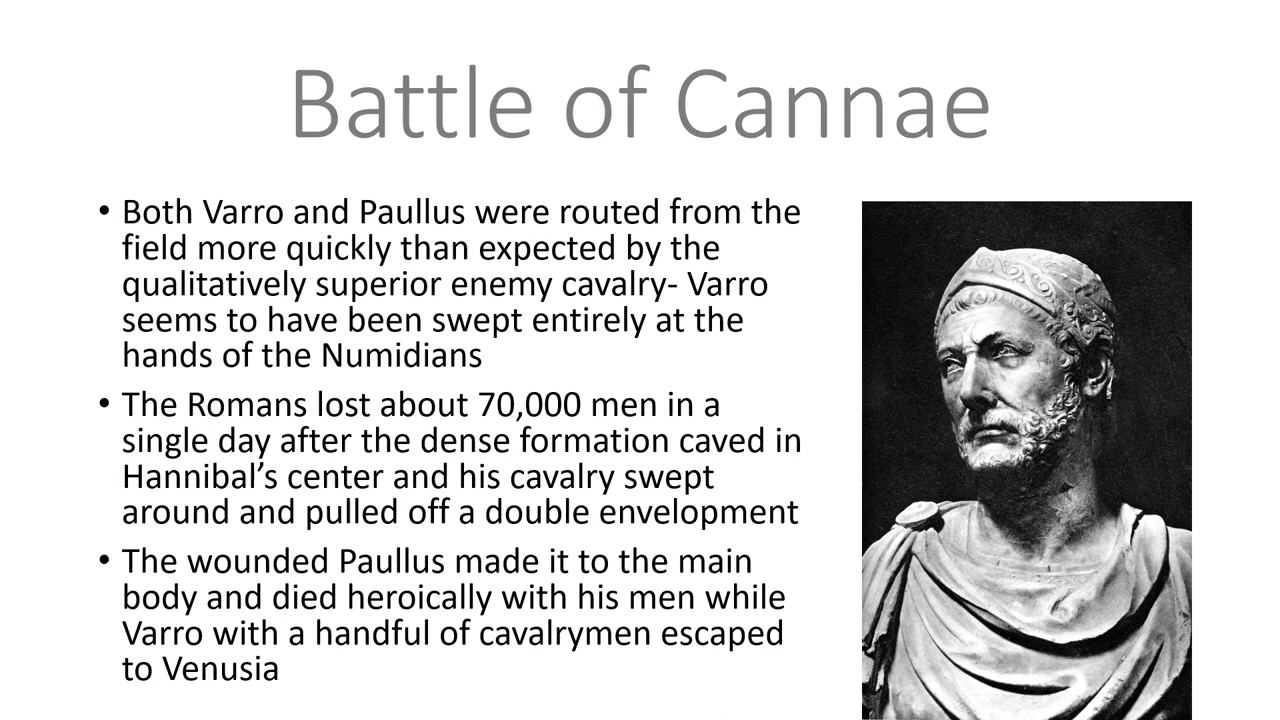 Battle of Cannae
• Both Varro and Paullus were routed from the
field more quickly than expected by the
qualitatively superior enemy cavalry- Varro
seems to have been swept entirely at the
hands of the Numidians
• The Romans lost about 70,000 men in a
single day after the dense formation caved in
Hannibal’s center and his cavalry swept
around and pulled off a double envelopment
• The wounded Paullus made it to the main
body and died heroically with his men while
Varro with a handful of cavalrymen escaped
to Venusia